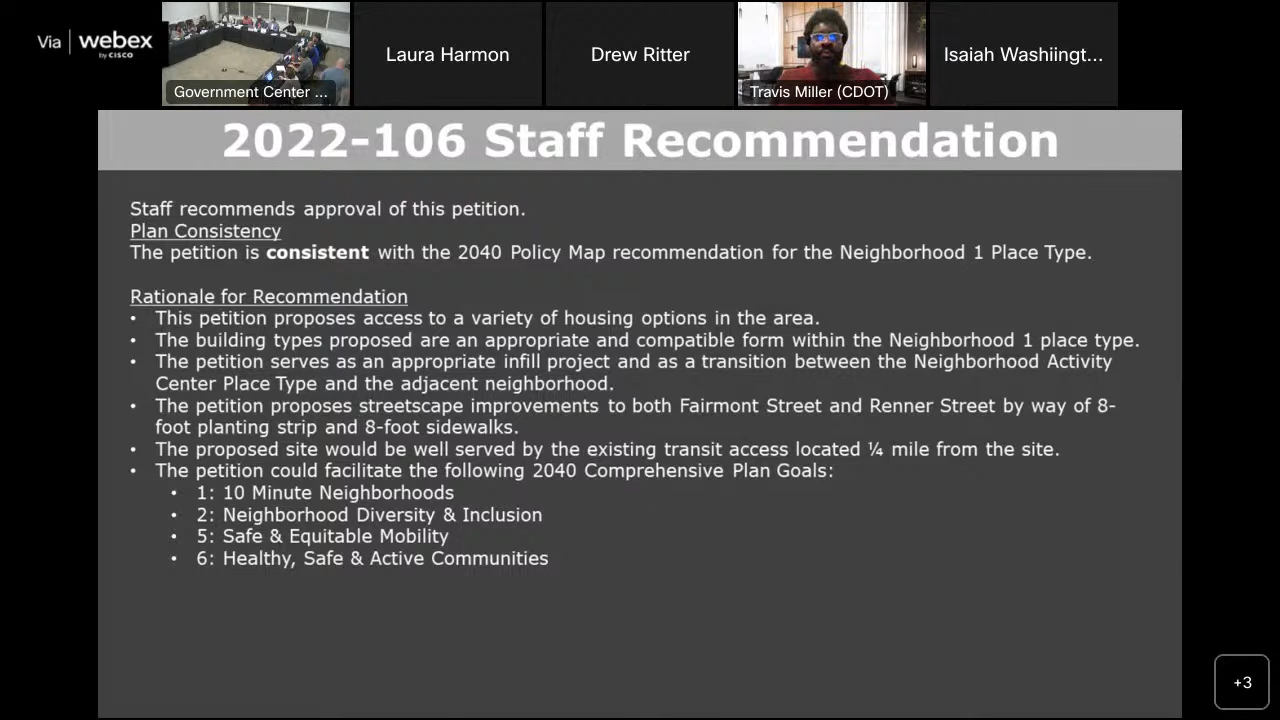 Via | webex
by CISCO
Government Center ...
Laura Harmon
Drew Ritter
Travis Miller (CDOT)
Isaiah Washiingt...
2022-106 Staff Recommendation
Staff recommends approval of this petition.
Plan Consistency
The petition is consistent with the 2040 Policy Map recommendation for the Neighborhood 1 Place Type.
Rationale for Recommendation
• This petition proposes access to a variety of housing options in the area.
• The building types proposed are an appropriate and compatible form within the Neighborhood 1 place type.
• The petition serves as an appropriate infill project and as a transition between the Neighborhood Activity
Center Place Type and the adjacent neighborhood.
• The petition proposes streetscape improvements to both Fairmont Street and Renner Street by way of 8-
foot planting strip and 8-foot sidewalks.
• The proposed site would be well served by the existing transit access located ¼ mile from the site.
• The petition could facilitate the following 2040 Comprehensive Plan Goals:
• 1: 10 Minute Neighborhoods
• 2: Neighborhood Diversity & Inclusion
• 5: Safe & Equitable Mobility
• 6: Healthy, Safe & Active Communities
+3